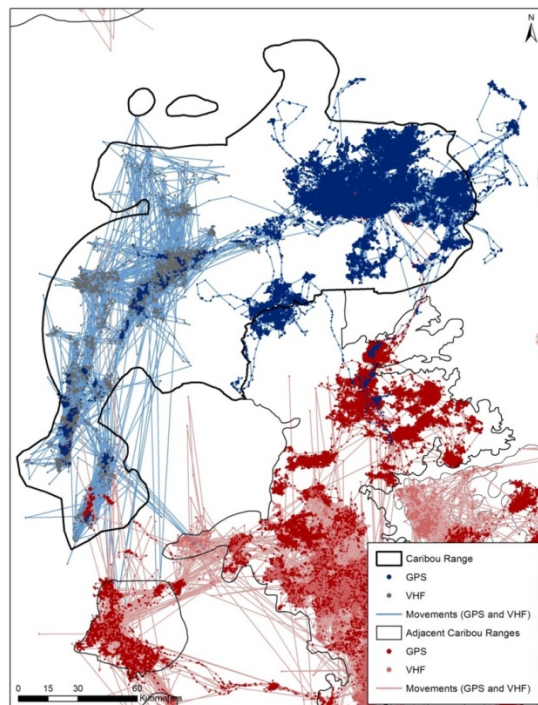 N
Caribou Range
GPS
VHF
Movements (GPS and VHF)
Adjacent Caribou Ranges
GPS
VHF
Movements (GPS and VHF)
0 15 30 60
Kilometers